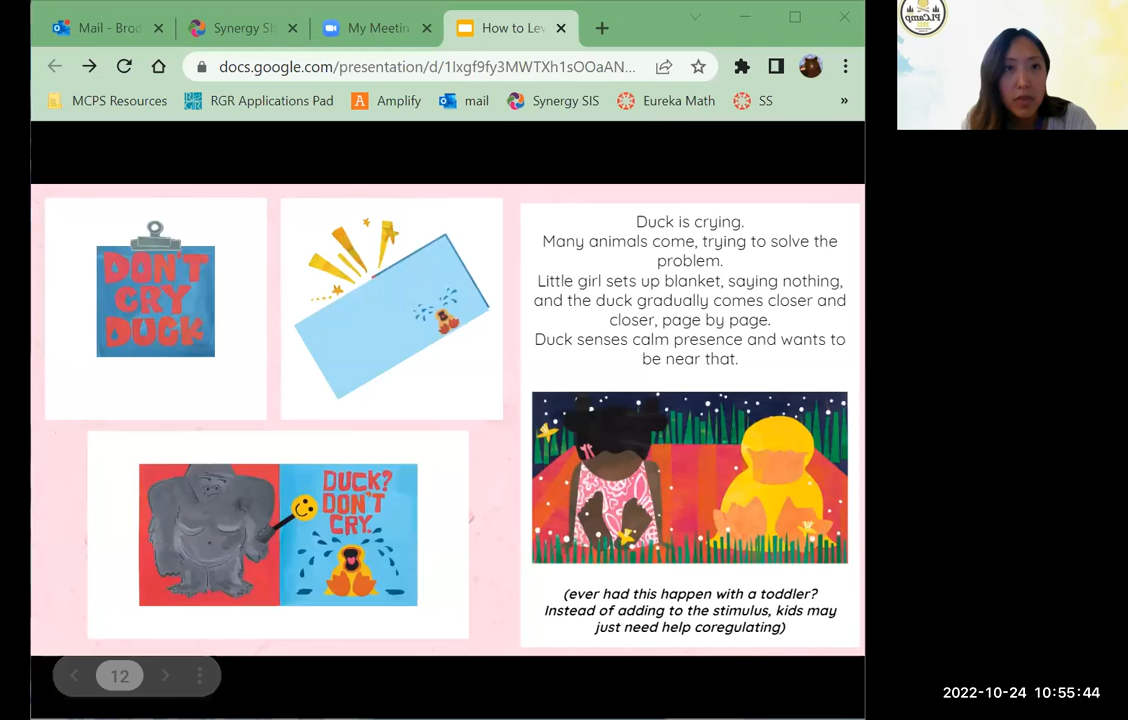 Mail - Brod
Synergy SIS
My Meetin
How to Lev
docs.google.com/presentation/d/1Ixgf9fy3MWTXh1sOOaAN...
MCPS Resources
RGR Applications Pad
Amplify
mail
Synergy SIS
Eureka Math
SS
»
PLCamp
DON'T
CRY
DUCK
DUCK?
DON'T
CRY.
Duck is crying.
Many animals come, trying to solve the
problem.
Little girl sets up blanket, saying nothing,
and the duck gradually comes closer and
closer, page by page.
Duck senses calm presence and wants to
be near that.
(ever had this happen with a toddler?
Instead of adding to the stimulus, kids may
just need help coregulating)
12
2022-10-24 10:55:44